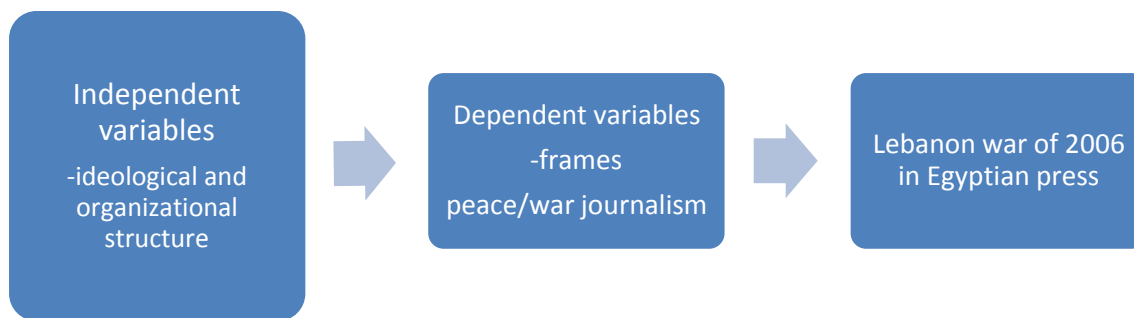 Independent
variables
-ideological and
organizational
structure
Dependent variables
-frames
peace/war journalism
Lebanon war of 2006
in Egyptian press